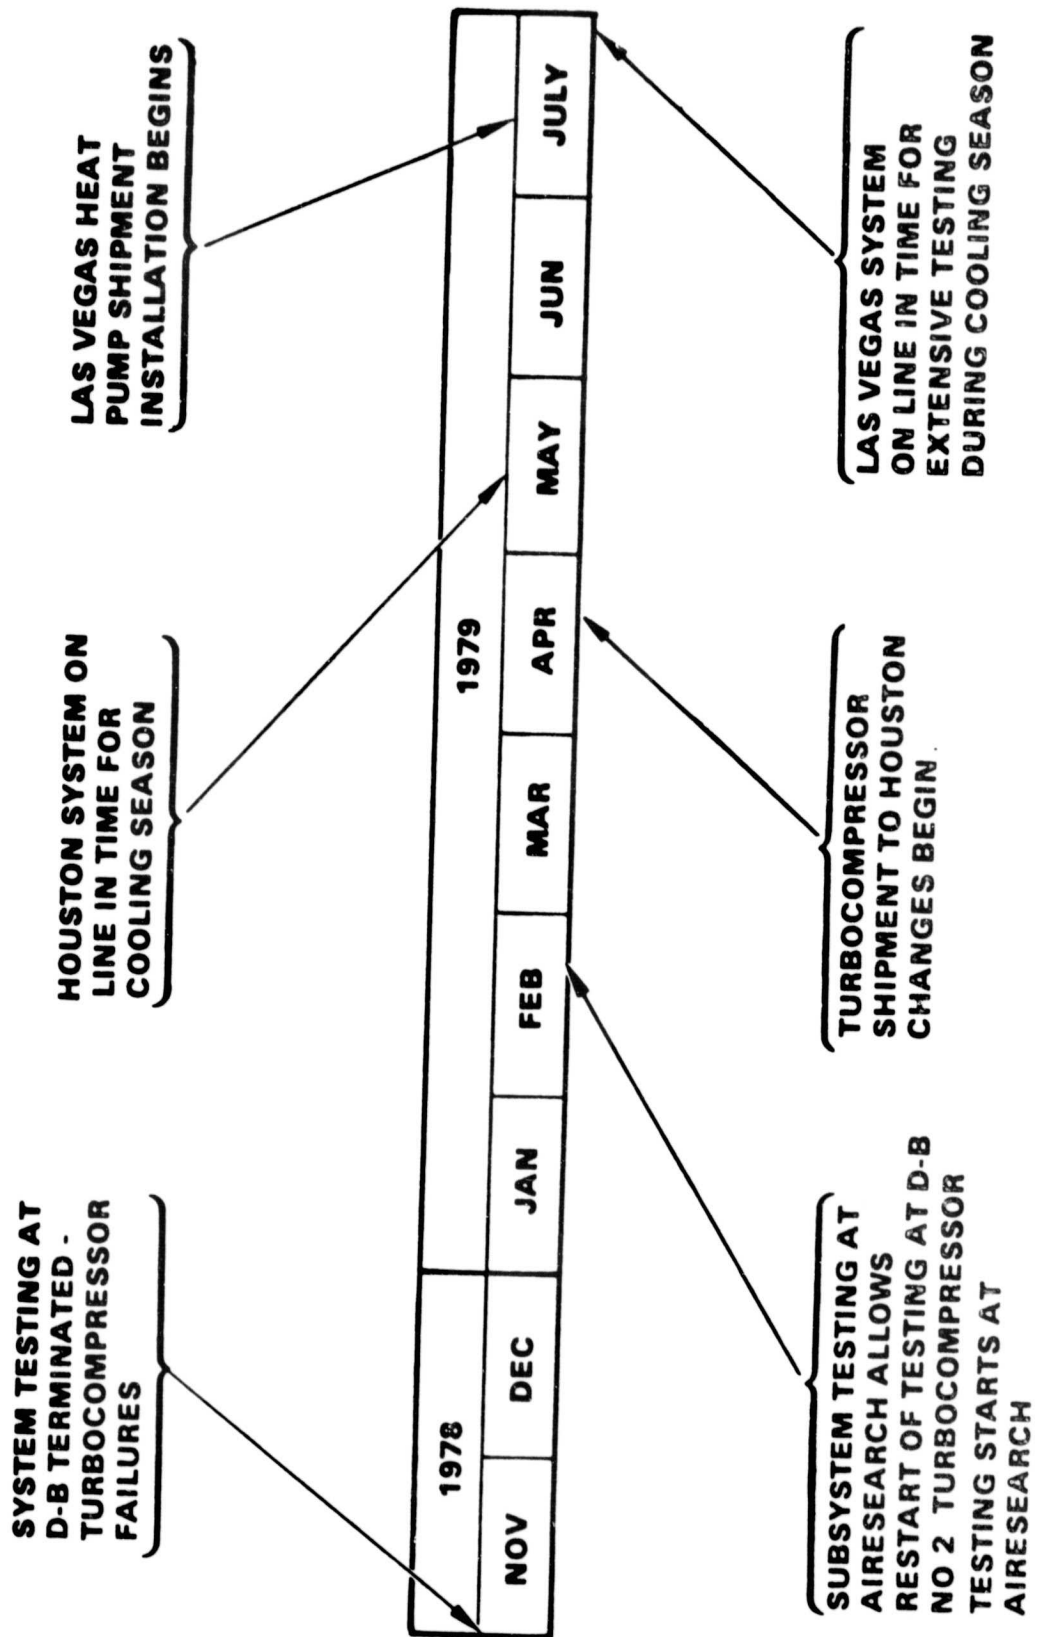 SYSTEM TESTING AT
D-B TERMINATED -
TURBOCOMPRESSOR
FAILURES
HOUSTON SYSTEM ON
LINE IN TIME FOR
COOLING SEASON
LAS VEGAS HEAT
PUMP SHIPMENT
INSTALLATION BEGINS
1978
1979
NOV
DEC
JAN
FEB
MAR
APR
MAY
JUN
JULY
SUBSYSTEM TESTING AT
AIRESEARCH ALLOWS
RESTART OF TESTING AT D-B
NO 2 TURBOCOMPRESSOR
TESTING STARTS AT
AIRESEARCH
TURBOCOMPRESSOR
SHIPMENT TO HOUSTON
CHANGES BEGIN.
LAS VEGAS SYSTEM
ON LINE IN TIME FOR
EXTENSIVE TESTING
DURING COOLING SEASON